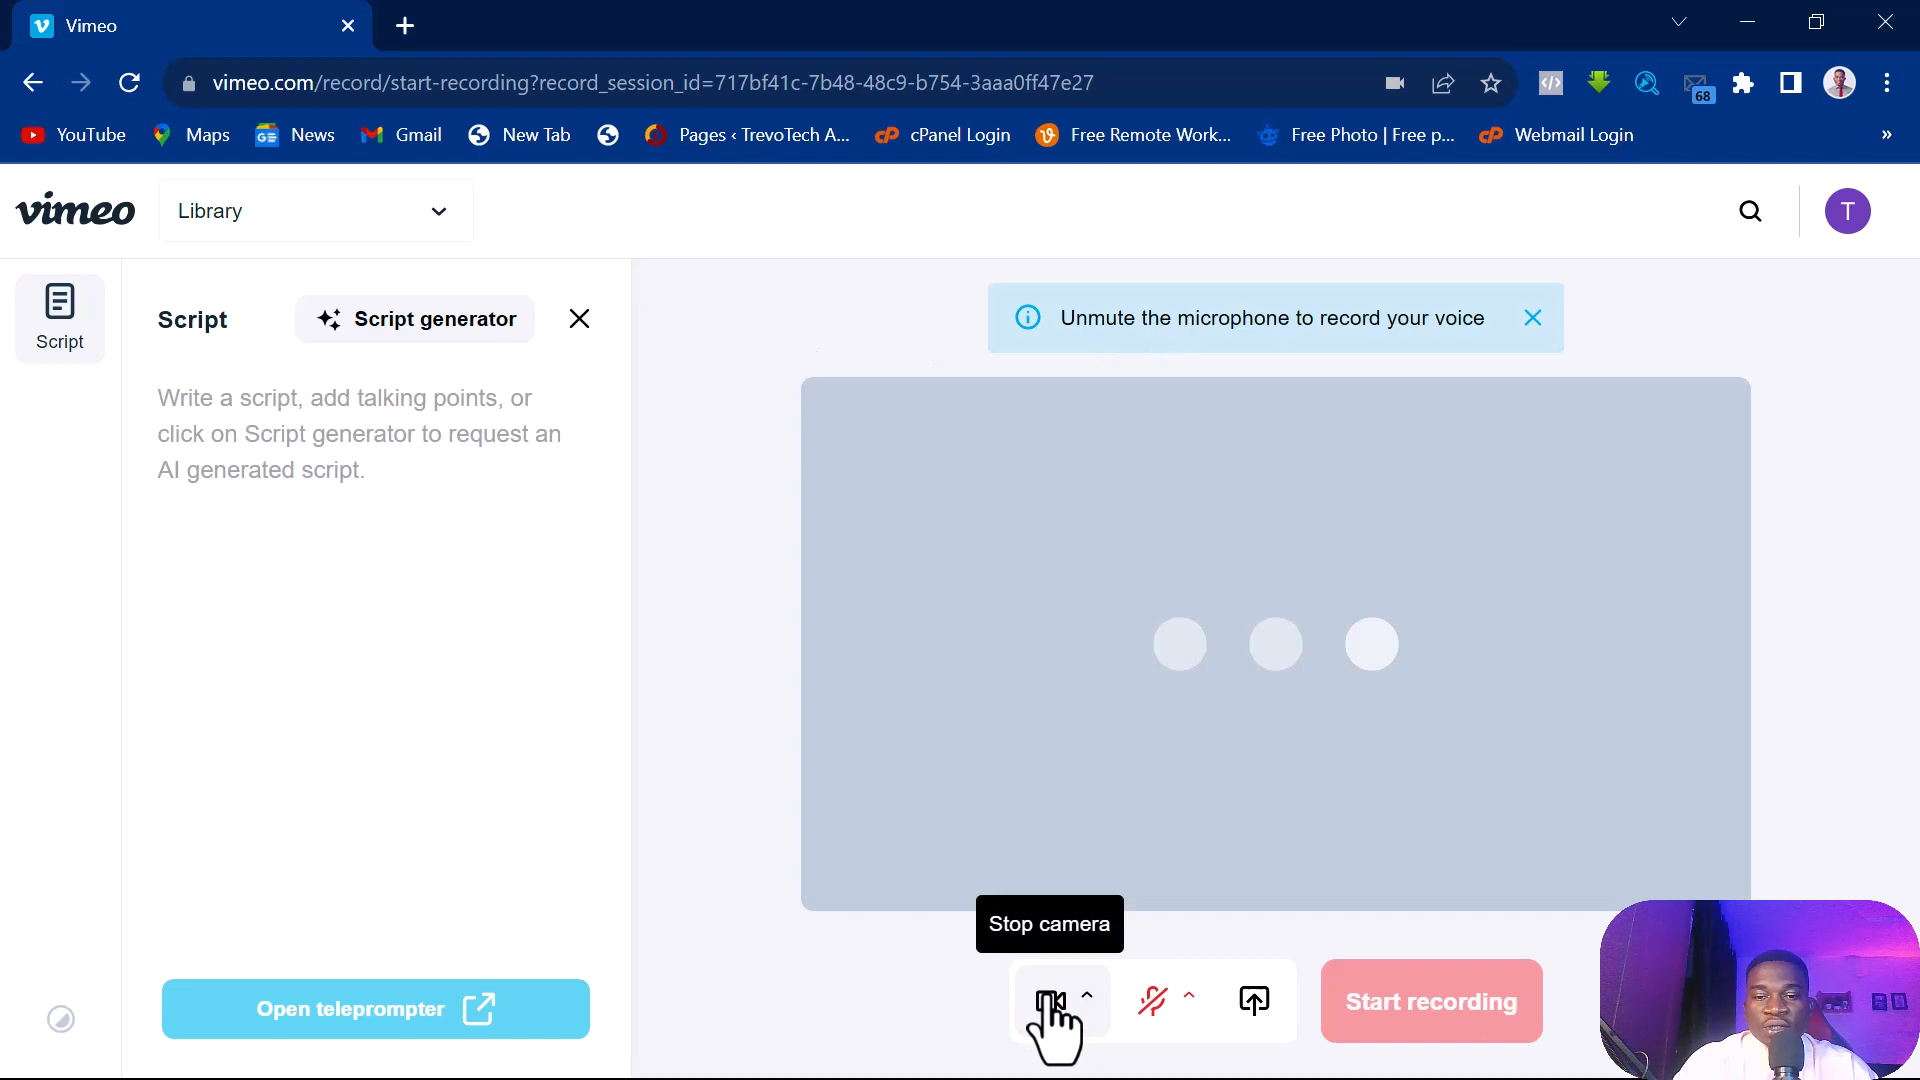 Vimeo
vimeo.com/record/start-recording?record_session_id=717bf41c-7b48-48c9-b754-3aaa0ff47e27
68
YouTube Maps News Gmail New Tab Pages ‹ TrevoTech A... cPanel Login Free Remote Work... Free Photo | Free p... Webmail Login »
vimeo Library T
Script
Script Script generator
Write a script, add talking points, or
click on Script generator to request an
AI generated script.
Open teleprompter
Unmute the microphone to record your voice
Stop camera
Start recording